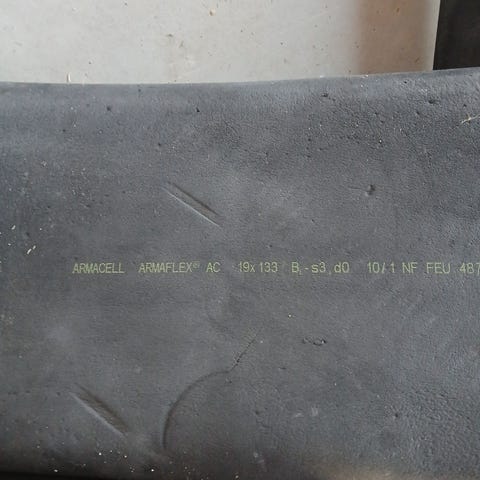 ARMACELL ARMAFLEX® AC 19x133 BL-s3,d0 10/1 NF FEU 487